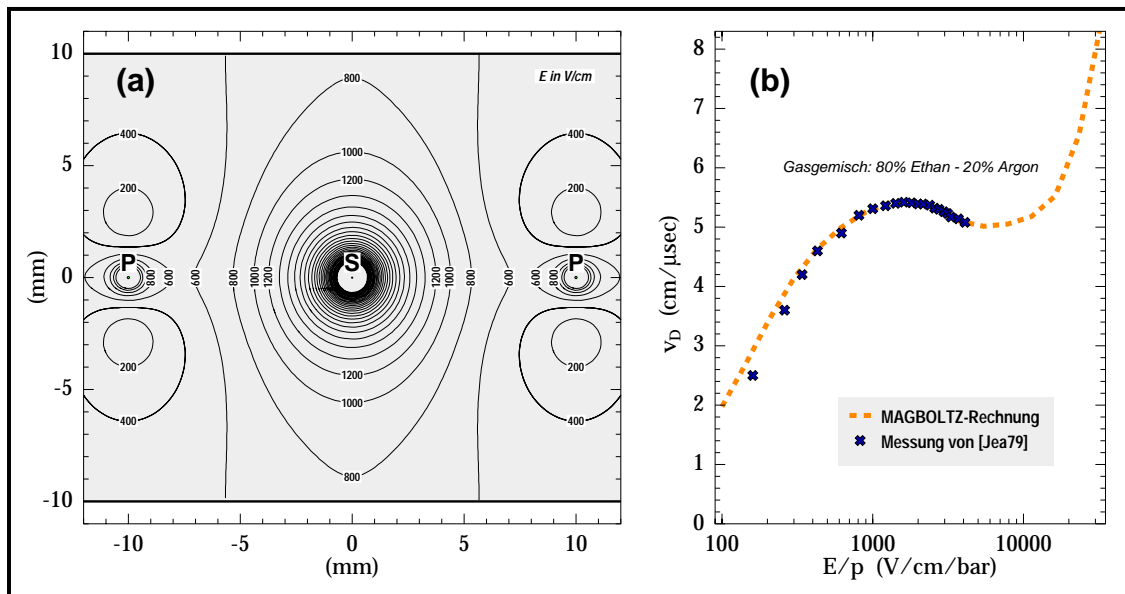 (a)
E in V/cm
10
5
0
-5
-10
(mm)
-10 -5 0 5 10
(mm)
800
1000
1200
400
200
P
S
P
800 600
600
800
1000
1200
1200
1000
800
600
600 800
200
400
1200
1000
800
200
400
400
200
200
400
(b)
Gasgemisch: 80% Ethan - 20% Argon
8
7
6
5
4
3
2
1
0
v_D (cm/μsec)
MAGBOLTZ-Rechnung
Messung von [Jea79]
100 1000 10000
E/p (V/cm/bar)